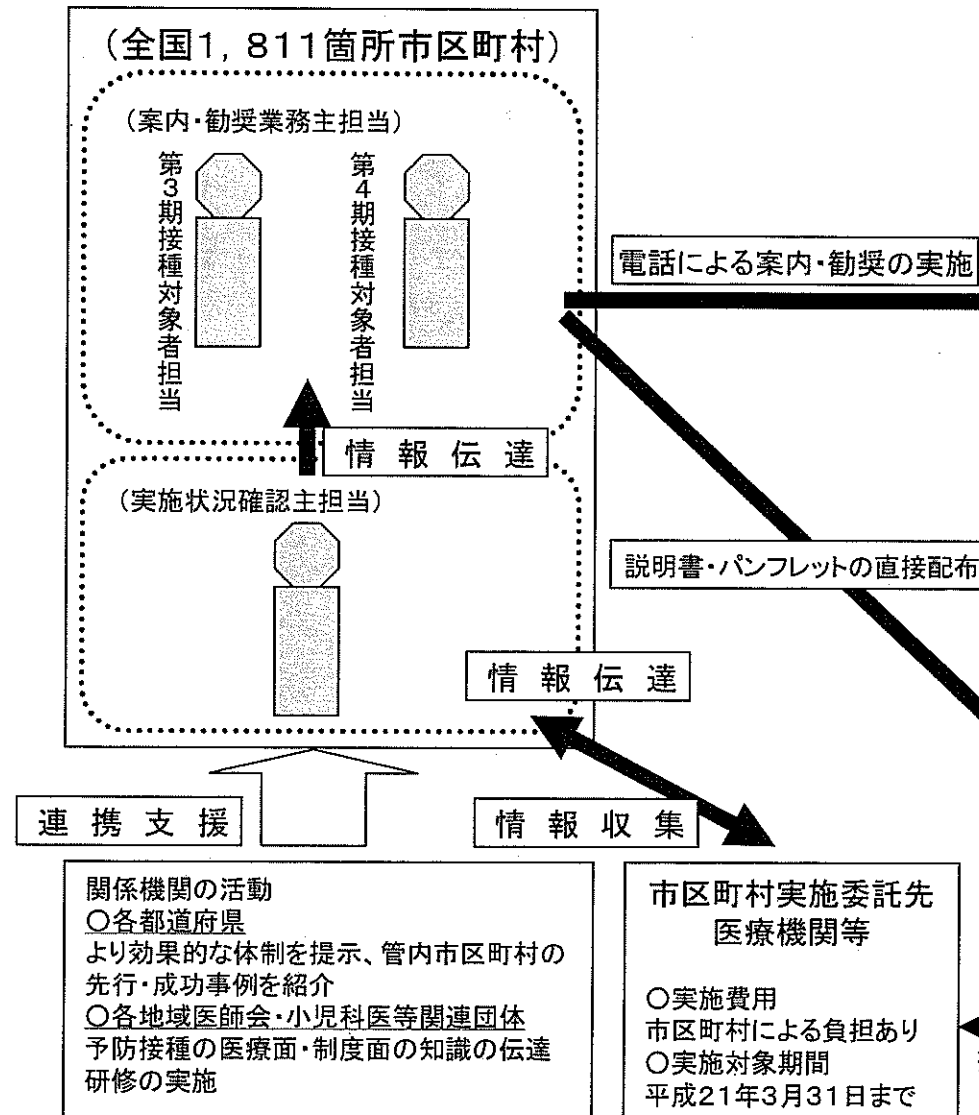 (全国1,811箇所市区町村)
(案内・勧奨業務主担当)
第3期接種対象者担当
第4期接種対象者担当
電話による案内・勧奨の実施
情報伝達
(実施状況確認主担当)
説明書・パンフレットの直接配布
情報伝達
連携支援
情報収集
関係機関の活動
〇各都道府県
より効果的な体制を提示、管内市区町村の
先行・成功事例を紹介
〇各地域医師会・小児科医等関連団体
予防接種の医療面・制度面の知識の伝達
研修の実施
市区町村実施委託先
医療機関等
〇実施費用
市区町村による負担あり
〇実施対象期間
平成21年3月31日まで